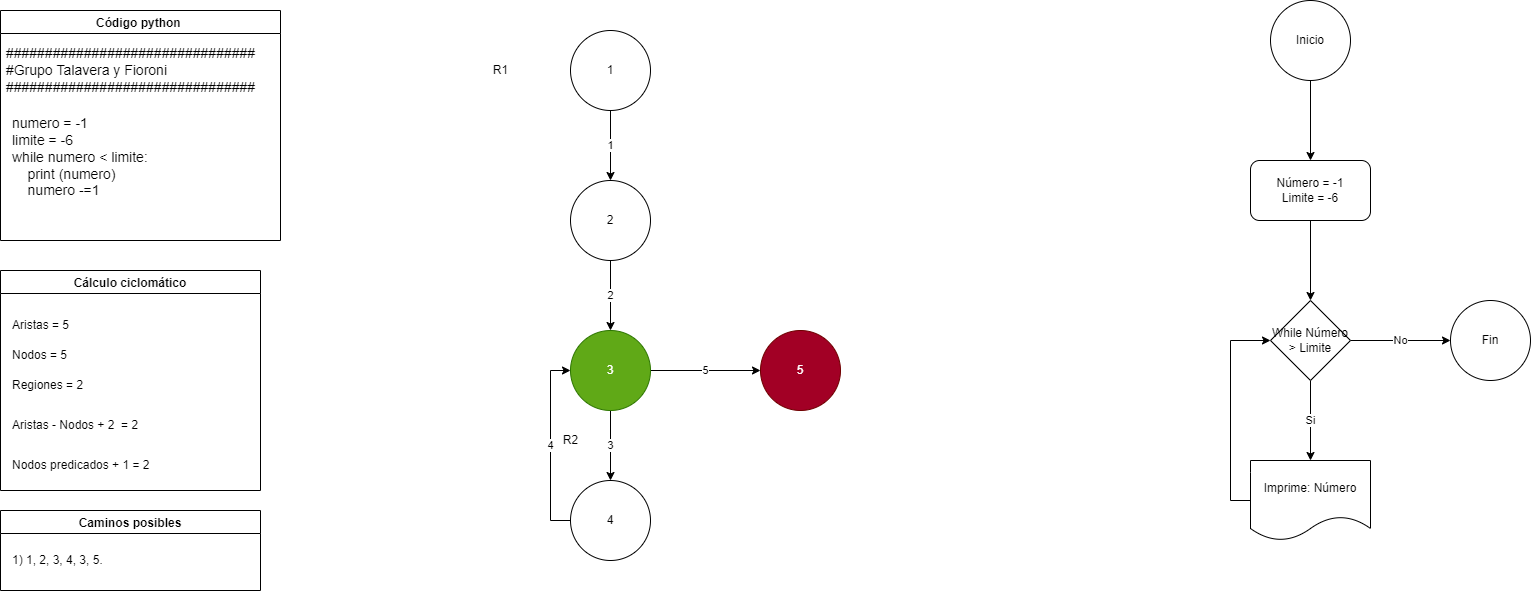 Código python
################################
#Grupo Talavera y Fioroni
################################
numero = -1
limite = -6
while numero < limite:
print (numero)
numero -=1
Cálculo ciclomático
Aristas = 5
Nodos = 5
Regiones = 2
Aristas - Nodos + 2 = 2
Nodos predicados + 1 = 2
Caminos posibles
1) 1, 2, 3, 4, 3, 5.
R1
1
1
2
2
3
5
5
4
R2
3
4
Inicio
Número = -1
Limite = -6
While Número
> Limite
No
Fin
Si
Imprime: Número